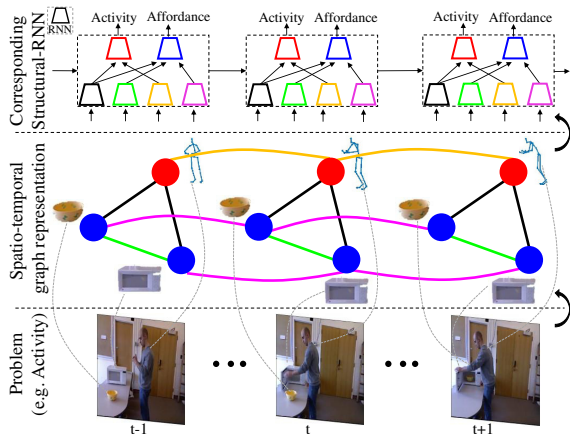 Activity Affordance
Activity Affordance
Activity Affordance
RNN
Corresponding
Structural-RNN
Spatio-temporal
graph representation
Problem
(e.g. Activity)
t-1
t
t+1